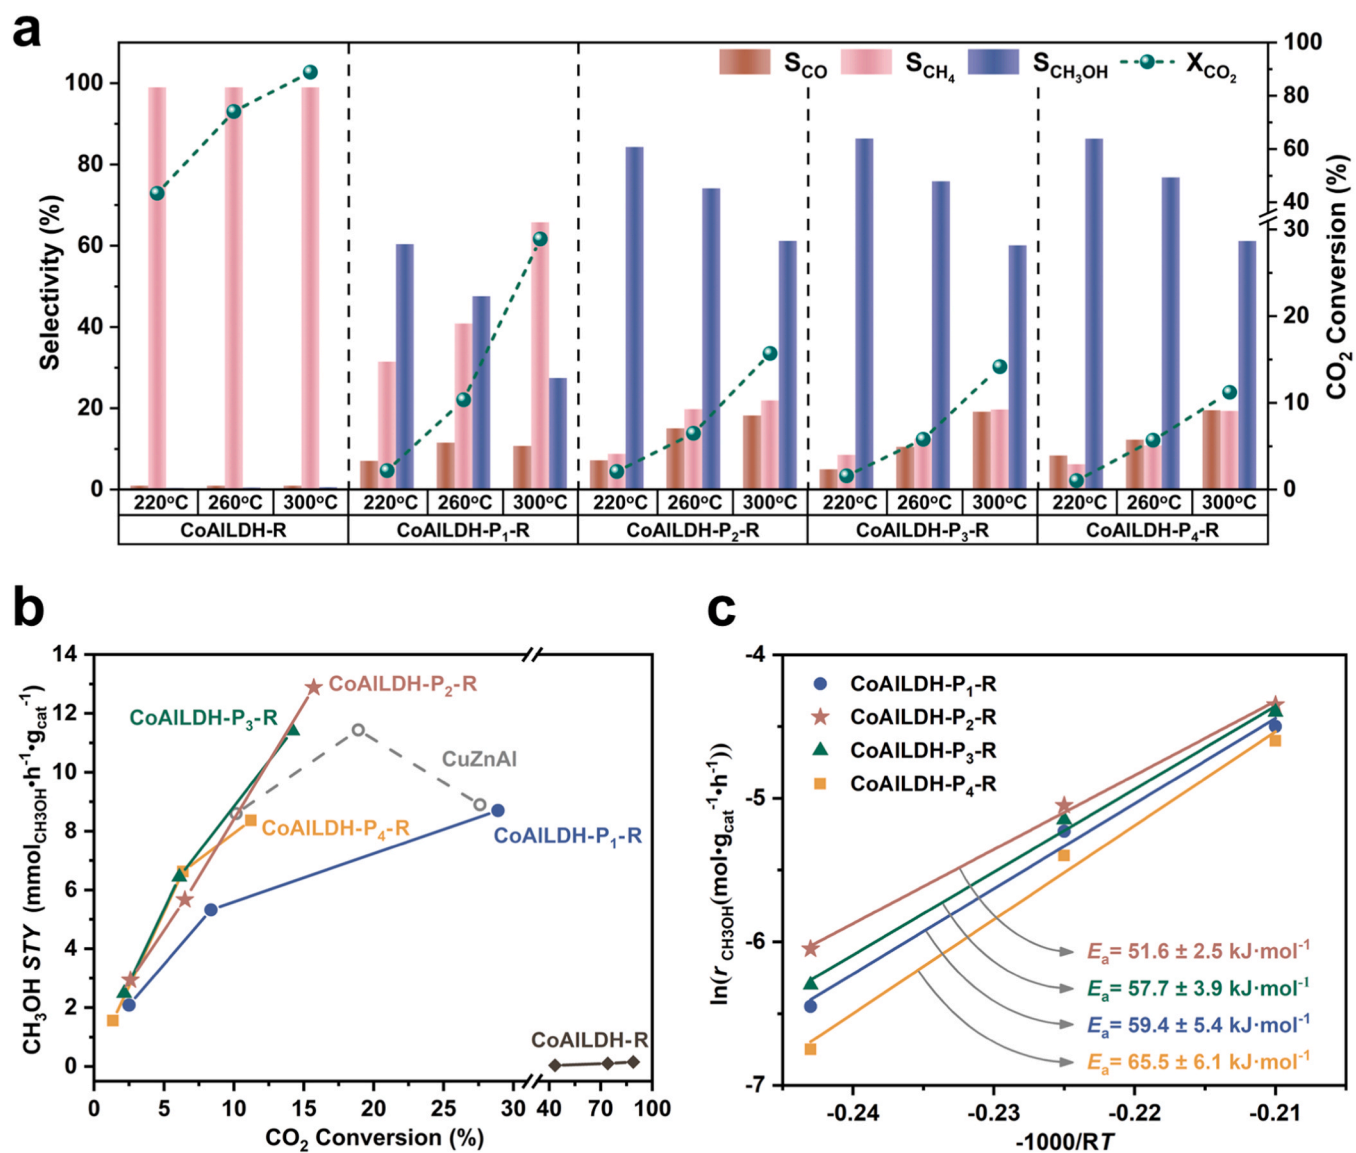 a
S_CO S_CH₄ S_CH₃OH X_CO₂
Selectivity (%)
100
80
60
40
20
0
CO₂ Conversion (%)
100
80
60
40
30
20
10
0
220°C 260°C 300°C 220°C 260°C 300°C 220°C 260°C 300°C 220°C 260°C 300°C 220°C 260°C 300°C
CoAlLDH-R CoAlLDH-P₁-R CoAlLDH-P₂-R CoAlLDH-P₃-R CoAlLDH-P₄-R
b
CH₃OH STY (mmol_CH3OH•h⁻¹•g_cat⁻¹)
14
12
10
8
6
4
2
0
CoAlLDH-P₂-R
CoAlLDH-P₃-R
CuZnAl
CoAlLDH-P₄-R
CoAlLDH-P₁-R
CoAlLDH-R
0 5 10 15 20 25 30 40 70 100
CO₂ Conversion (%)
c
ln(r_CH3OH(mol•g_cat⁻¹•h⁻¹))
-4
-5
-6
-7
CoAlLDH-P₁-R
CoAlLDH-P₂-R
CoAlLDH-P₃-R
CoAlLDH-P₄-R
Eₐ= 51.6 ± 2.5 kJ·mol⁻¹
Eₐ= 57.7 ± 3.9 kJ·mol⁻¹
Eₐ= 59.4 ± 5.4 kJ·mol⁻¹
Eₐ= 65.5 ± 6.1 kJ·mol⁻¹
-0.24 -0.23 -0.22 -0.21
-1000/RT